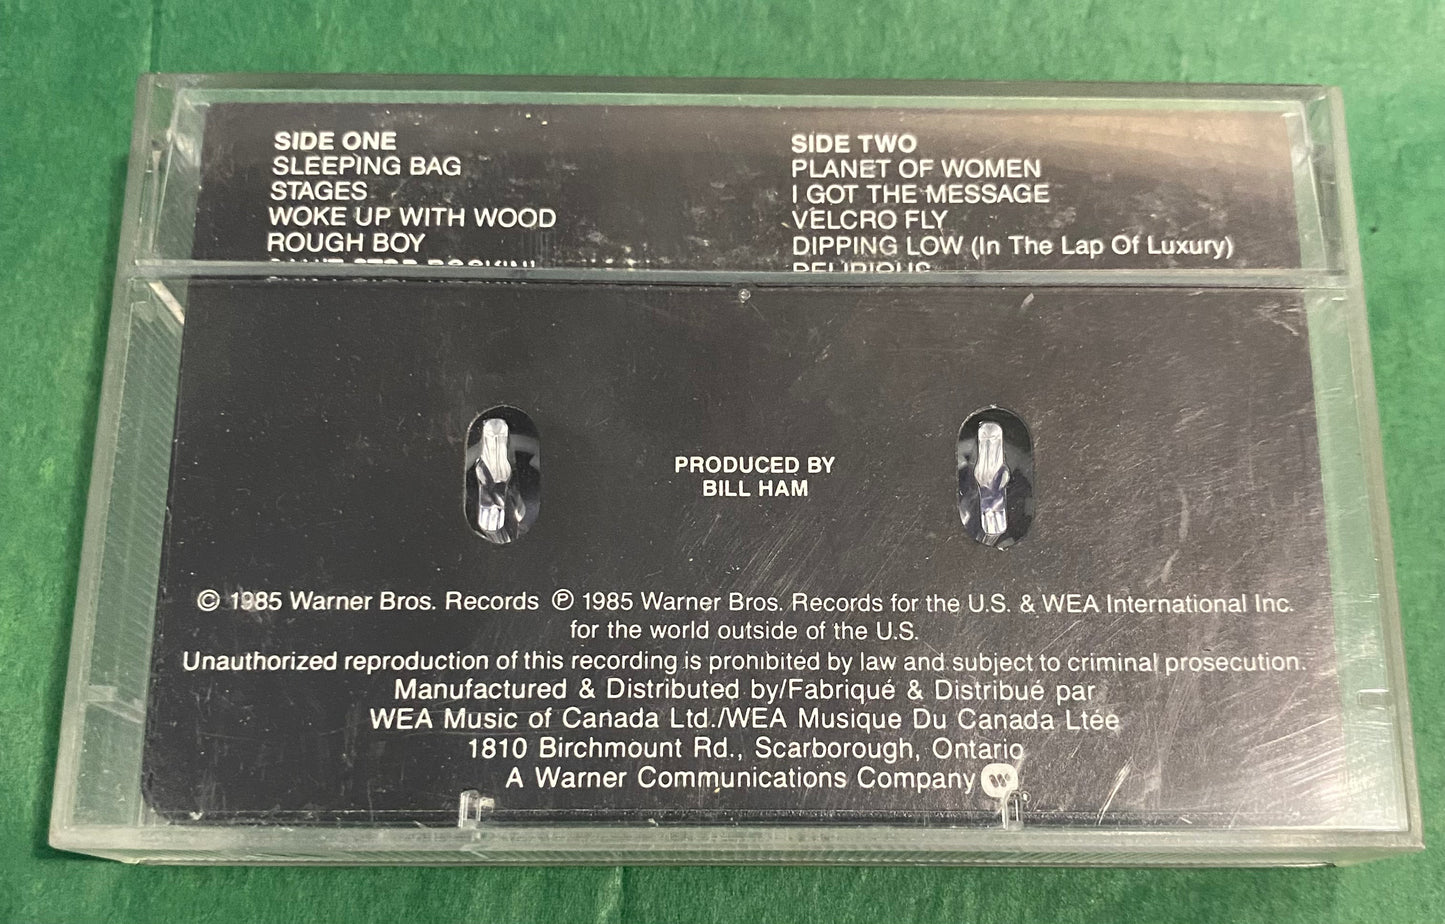 SIDE ONE
SLEEPING BAG
STAGES
WOKE UP WITH WOOD
ROUGH BOY
CAN'T STOP ROCKIN'
SIDE TWO
PLANET OF WOMEN
I GOT THE MESSAGE
VELCRO FLY
DIPPING LOW (In The Lap Of Luxury)
DELIRIOUS
PRODUCED BY
BILL HAM
© 1985 Warner Bros. Records ℗ 1985 Warner Bros. Records for the U.S. & WEA International Inc.
for the world outside of the U.S.
Unauthorized reproduction of this recording is prohibited by law and subject to criminal prosecution.
Manufactured & Distributed by/Fabriqué & Distribué par
WEA Music of Canada Ltd./WEA Musique Du Canada Ltée
1810 Birchmount Rd., Scarborough, Ontario
A Warner Communications Company